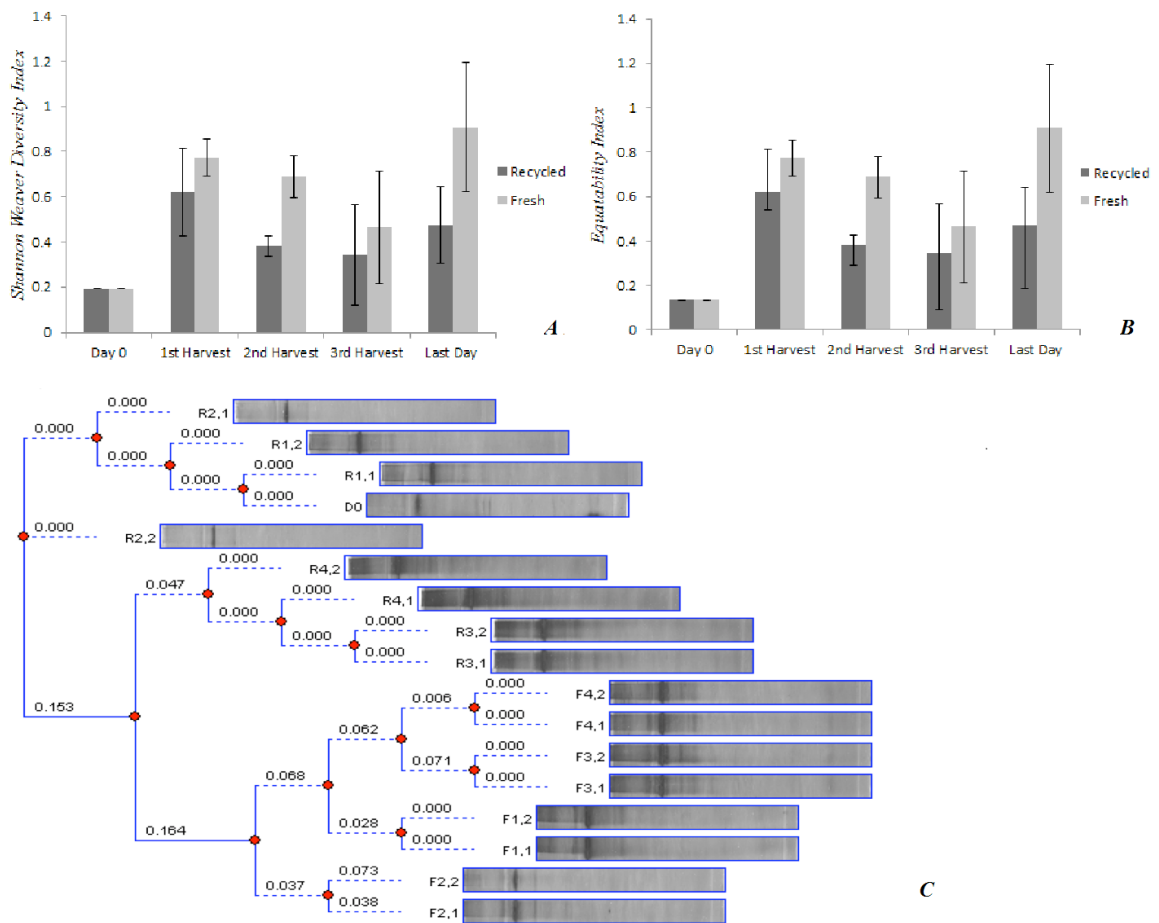 Shannon Weaver Diversity Index
1.4
1.2
1
0.8
0.6
0.4
0.2
0
Day 0 1st Harvest 2nd Harvest 3rd Harvest Last Day
Recycled
Fresh
A
Equatability Index
1.4
1.2
1
0.8
0.6
0.4
0.2
0
Day 0 1st Harvest 2nd Harvest 3rd Harvest Last Day
Recycled
Fresh
B
0.000
R2,1
0.000
0.000
R1,2
0.000
0.000
R1,1
0.000
0.000
D0
0.000
R2,2
0.000
R4,2
0.047
0.000
R4,1
0.000
0.000
R3,2
0.000
0.000
R3,1
0.000
F4,2
0.006
0.000
F4,1
0.062
0.000
F3,2
0.071
0.000
F3,1
0.153
0.068
0.000
F1,2
0.028
0.000
F1,1
0.164
0.073
F2,2
0.037
0.038
F2,1
C